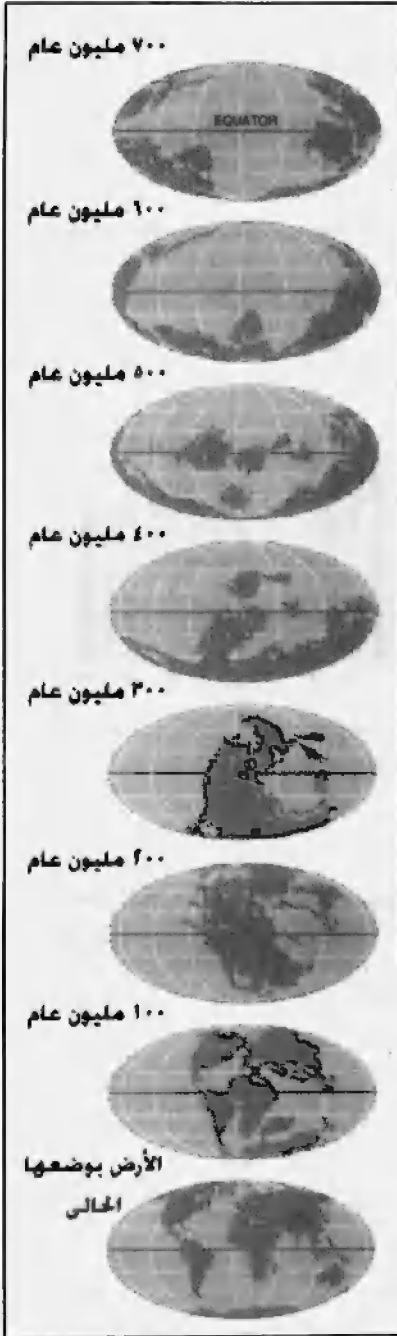 ٧٠٠ مليون عام
EQUATOR
٦٠٠ مليون عام
٥٠٠ مليون عام
٤٠٠ مليون عام
٣٠٠ مليون عام
٢٠٠ مليون عام
١٠٠ مليون عام
الأرض بوضعها
الحالى